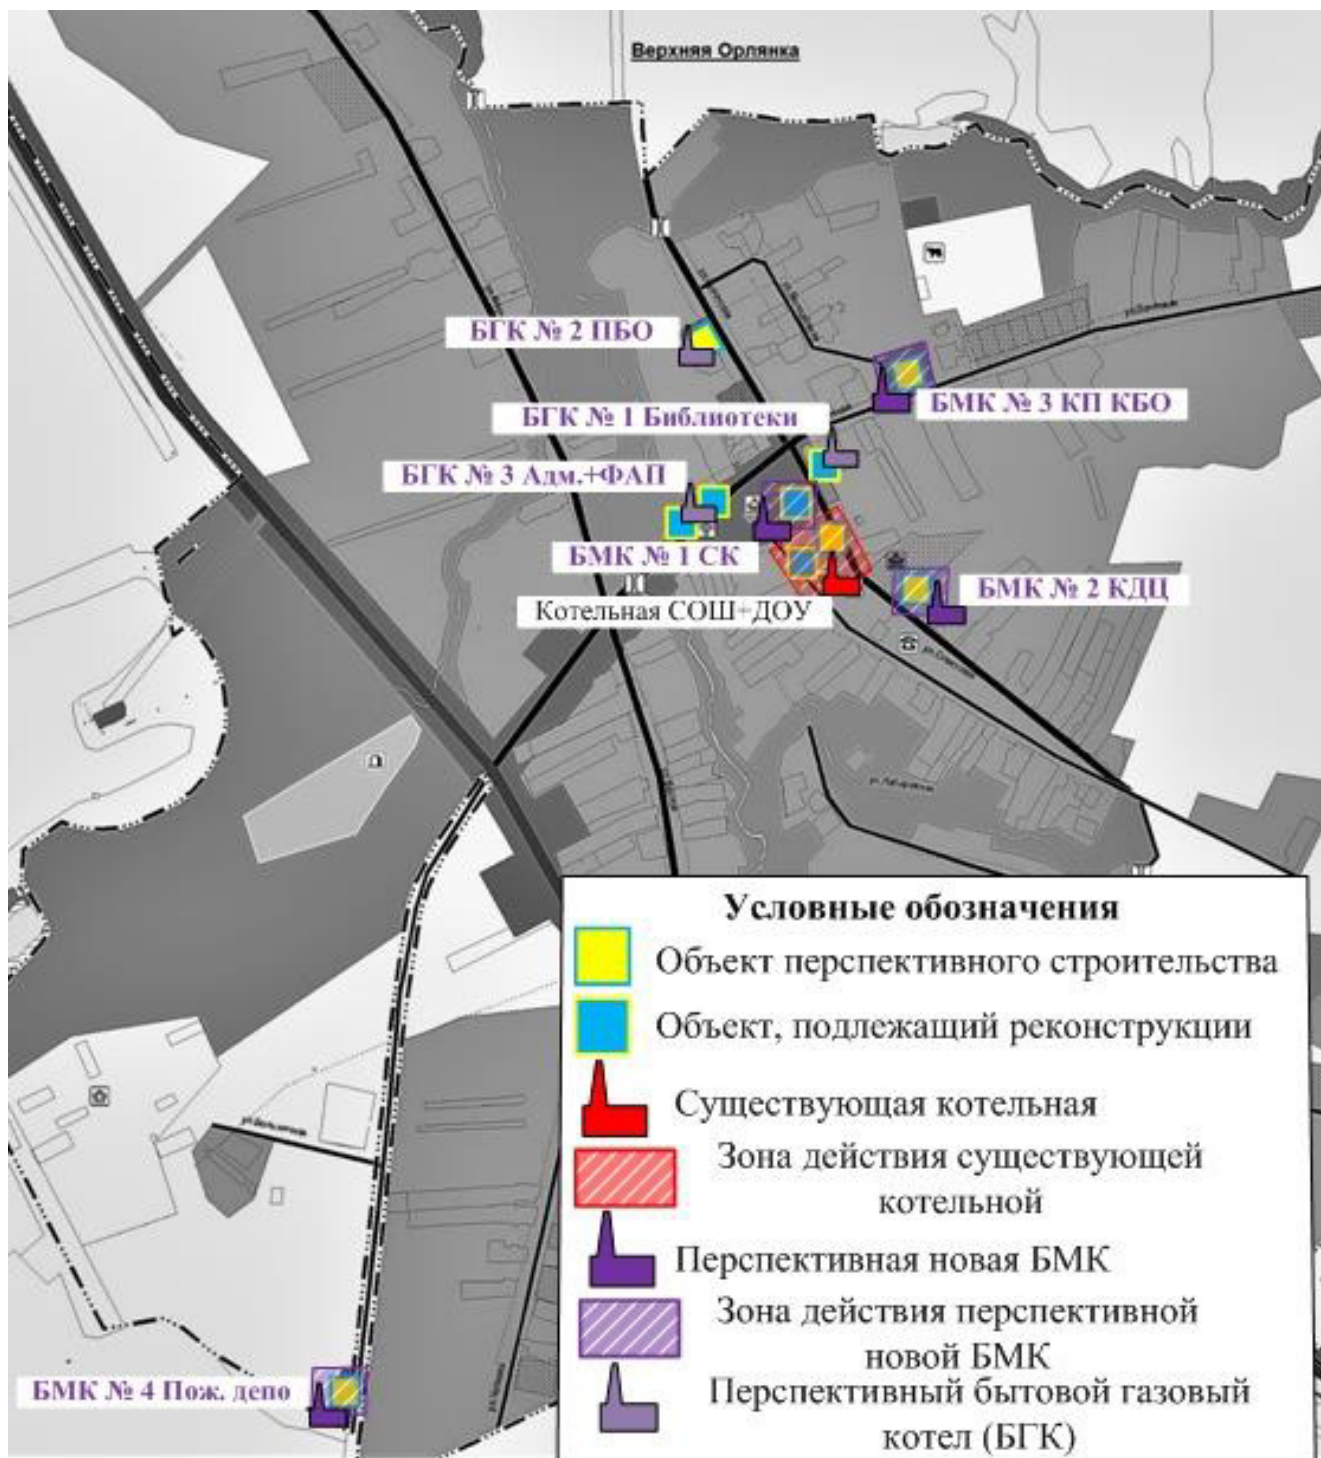 Верхняя Орлянка
БГК № 2 ПБО
БМК № 3 КП КБО
БГК № 1 Библиотеки
БГК № 3 Адм.+ФАП
БМК № 1 СК
БМК № 2 КДЦ
Котельная СОШ+ДОУ
БМК № 4 Пож. депо
Условные обозначения
Объект перспективного строительства
Объект, подлежащий реконструкции
Существующая котельная
Зона действия существующей
котельной
Перспективная новая БМК
Зона действия перспективной
новой БМК
Перспективный бытовой газовый
котел (БГК)